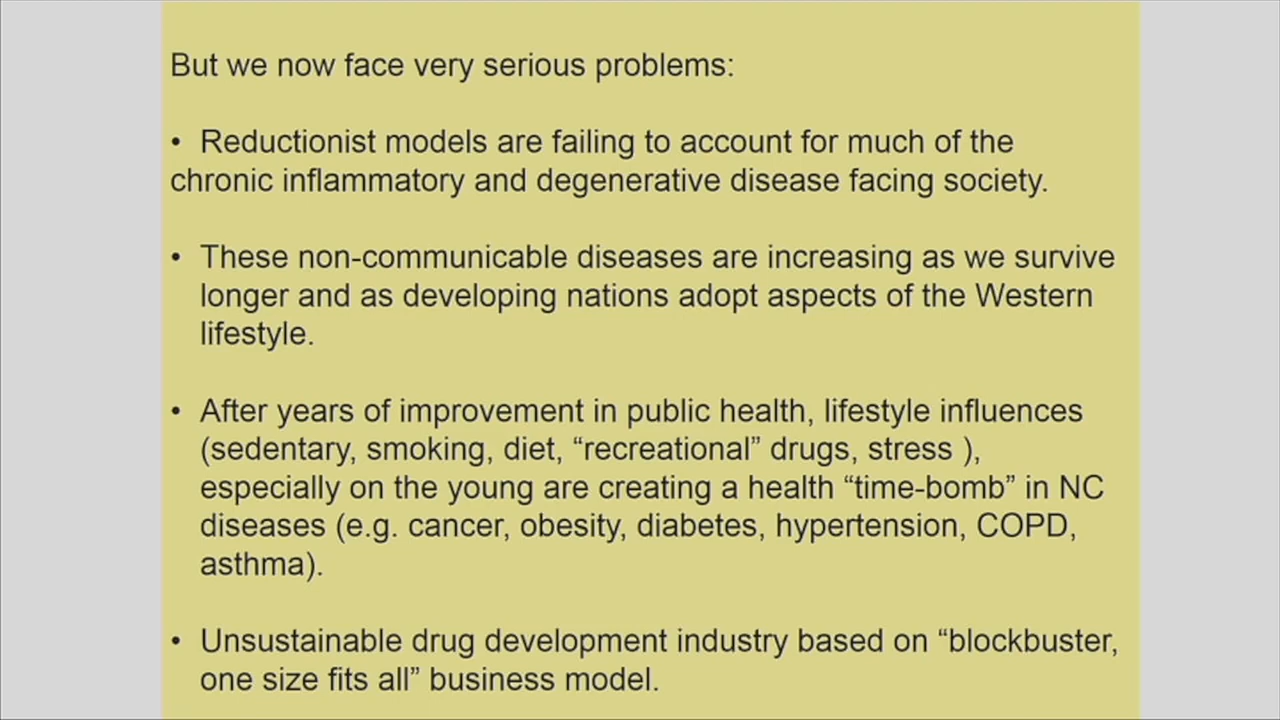 But we now face very serious problems:
• Reductionist models are failing to account for much of the
chronic inflammatory and degenerative disease facing society.
• These non-communicable diseases are increasing as we survive
longer and as developing nations adopt aspects of the Western
lifestyle.
• After years of improvement in public health, lifestyle influences
(sedentary, smoking, diet, “recreational” drugs, stress ),
especially on the young are creating a health “time-bomb” in NC
diseases (e.g. cancer, obesity, diabetes, hypertension, COPD,
asthma).
• Unsustainable drug development industry based on “blockbuster,
one size fits all” business model.